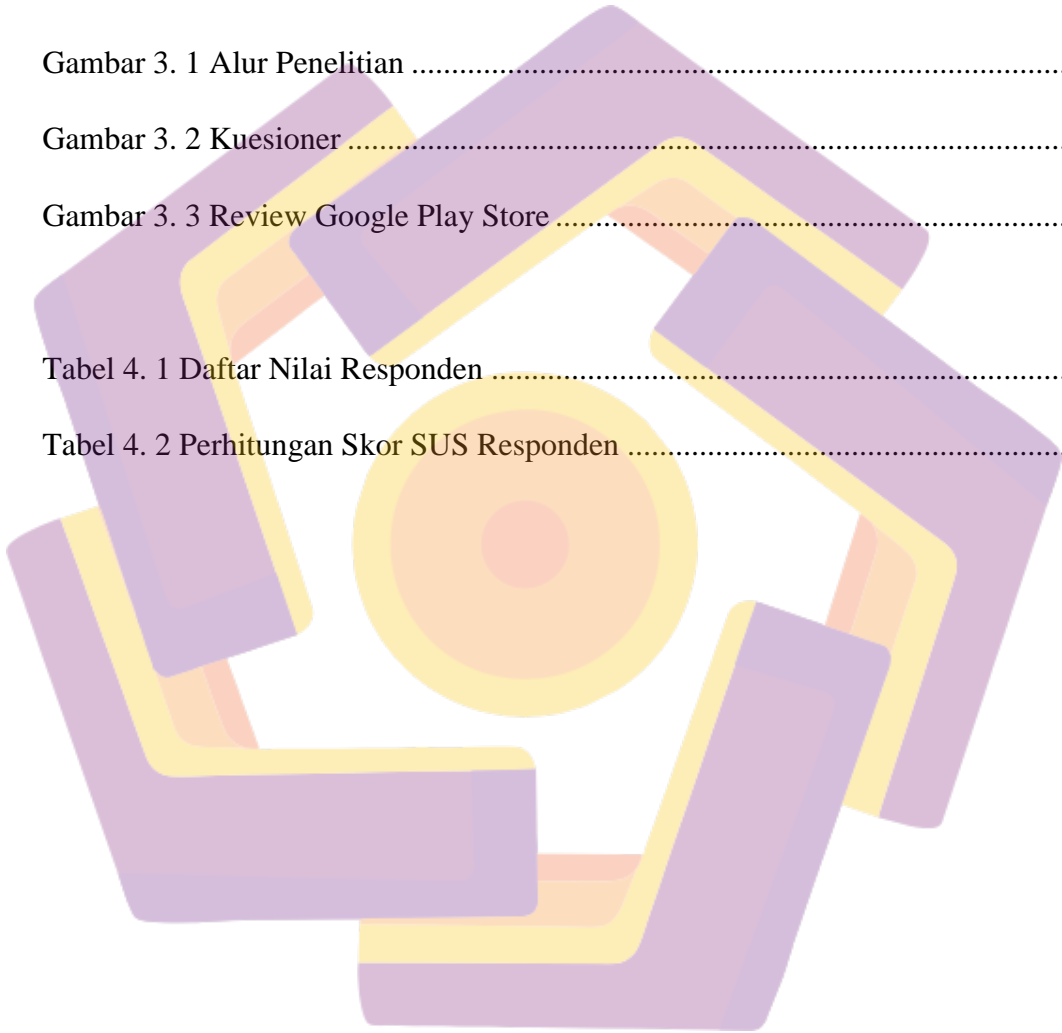 Gambar 3. 1 Alur Penelitian ....................................................................................
Gambar 3. 2 Kuesioner ............................................................................................
Gambar 3. 3 Review Google Play Store ..................................................................
Tabel 4. 1 Daftar Nilai Responden ..........................................................................
Tabel 4. 2 Perhitungan Skor SUS Responden .........................................................